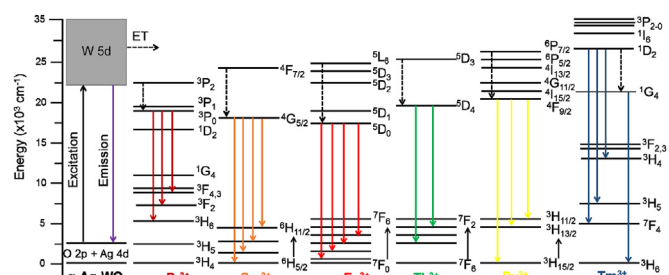 Energy (x10³ cm⁻¹)
35
25
20
15
10
5
0
W 5d
ET
Excitation
Emission
O 2p + Ag 4d
³P₂
³P₁
³P₀
¹D₂
¹G₄
³F₄,₃
³F₂
³H₆
³H₅
³H₄
⁴F₇/₂
⁴G₅/₂
⁶H₁₁/₂
⁶H₅/₂
⁵L₆
⁵D₃
⁵D₂
⁵D₁
⁵D₀
⁷F₆
⁷F₀
⁵D₃
⁵D₄
⁷F₂
⁷F₆
⁶P₇/₂
⁶P₅/₂
⁴I₁₃/₂
⁴G₁₁/₂
⁴I₁₅/₂
⁴F₉/₂
³H₁₁/₂
³H₁₃/₂
³H₁₅/₂
³P₂₋₀
¹I₆
¹D₂
¹G₄
³F₂,₃
³H₄
³H₅
⁷F₄
³H₆
Tm³⁺